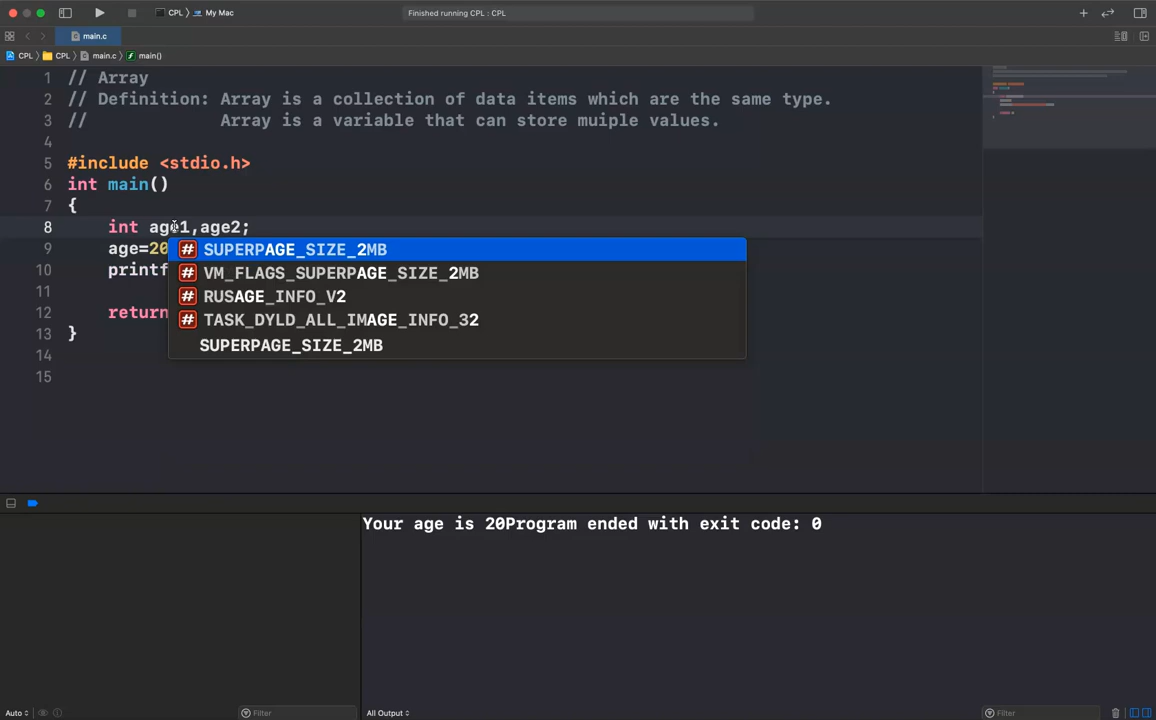 CPL 〉 My Mac
Finished running CPL : CPL
main.c
CPL 〉 CPL 〉 main.c 〉 main()
1 // Array
2 // Definition: Array is a collection of data items which are the same type.
3 // Array is a variable that can store muiple values.
4
5 #include <stdio.h>
6 int main()
7 {
8 int age1,age2;
9 age=20
10 printf
11
12 return
13 }
14
15
# SUPERPAGE_SIZE_2MB
# VM_FLAGS_SUPERPAGE_SIZE_2MB
# RUSAGE_INFO_V2
# TASK_DYLD_ALL_IMAGE_INFO_32
SUPERPAGE_SIZE_2MB
Your age is 20Program ended with exit code: 0
Auto
Filter
All Output
Filter